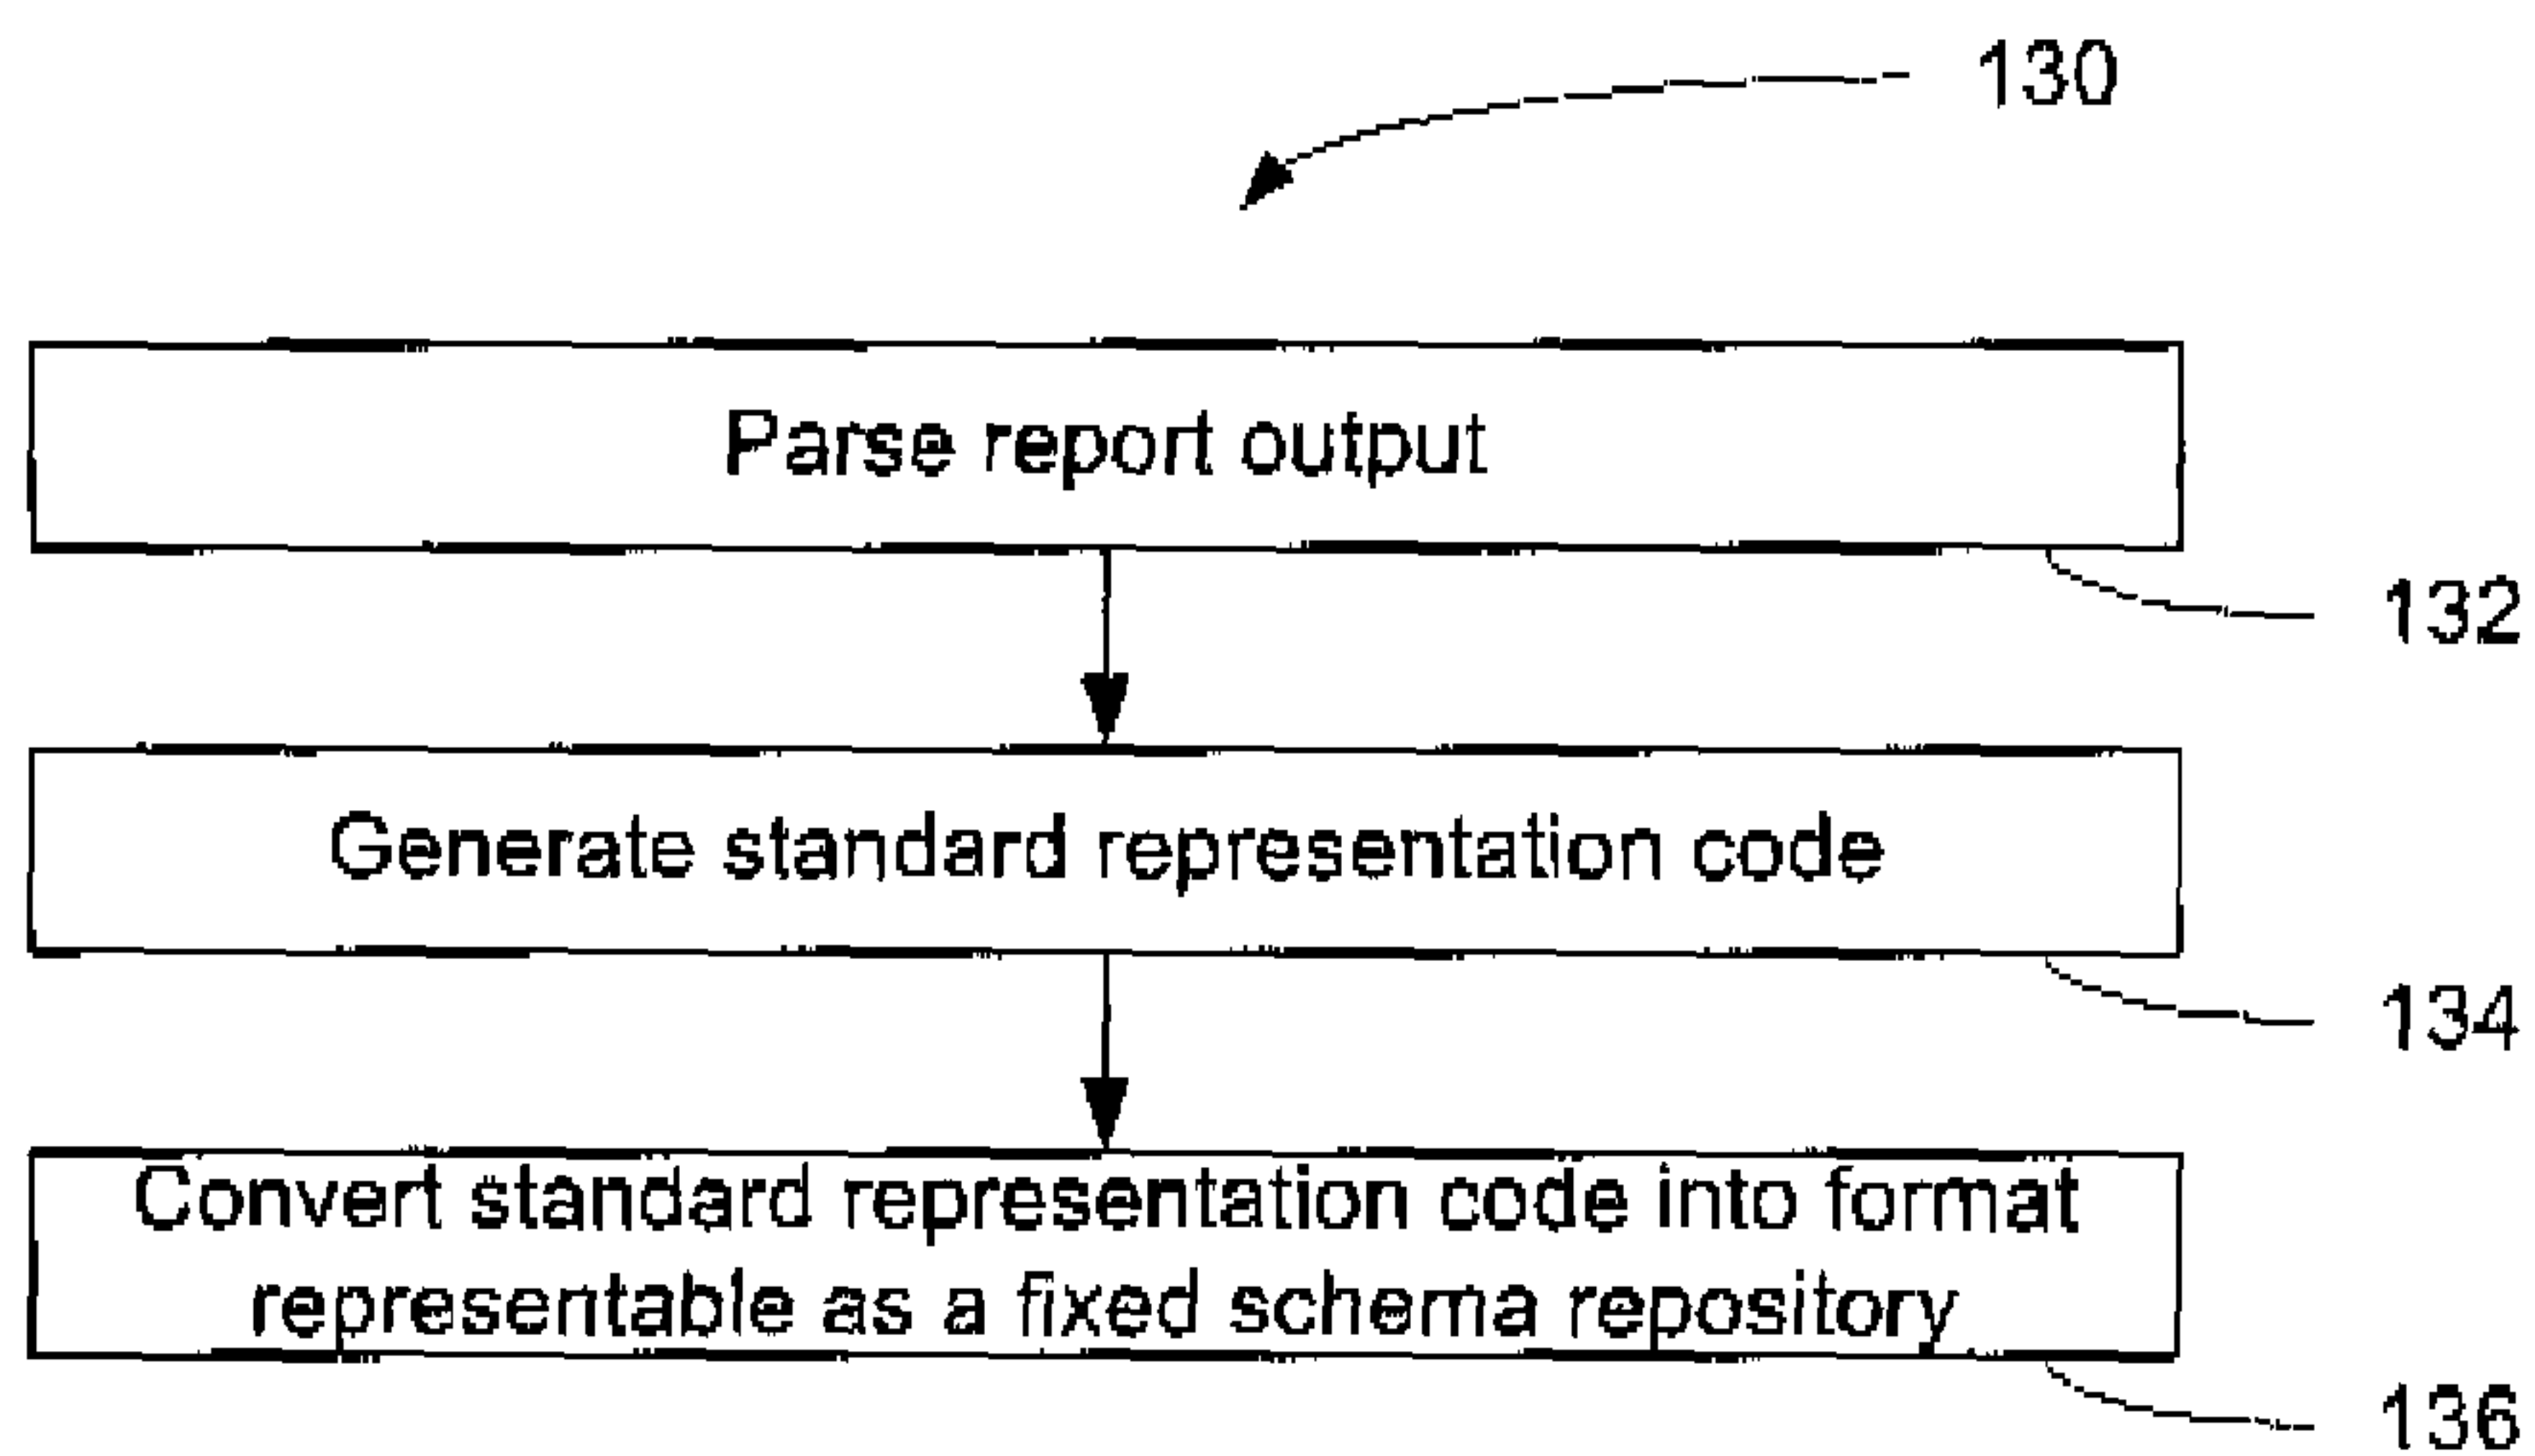 130
Parse report output
132
Generate standard representation code
134
Convert standard representation code into format
representable as a fixed schema repository
136